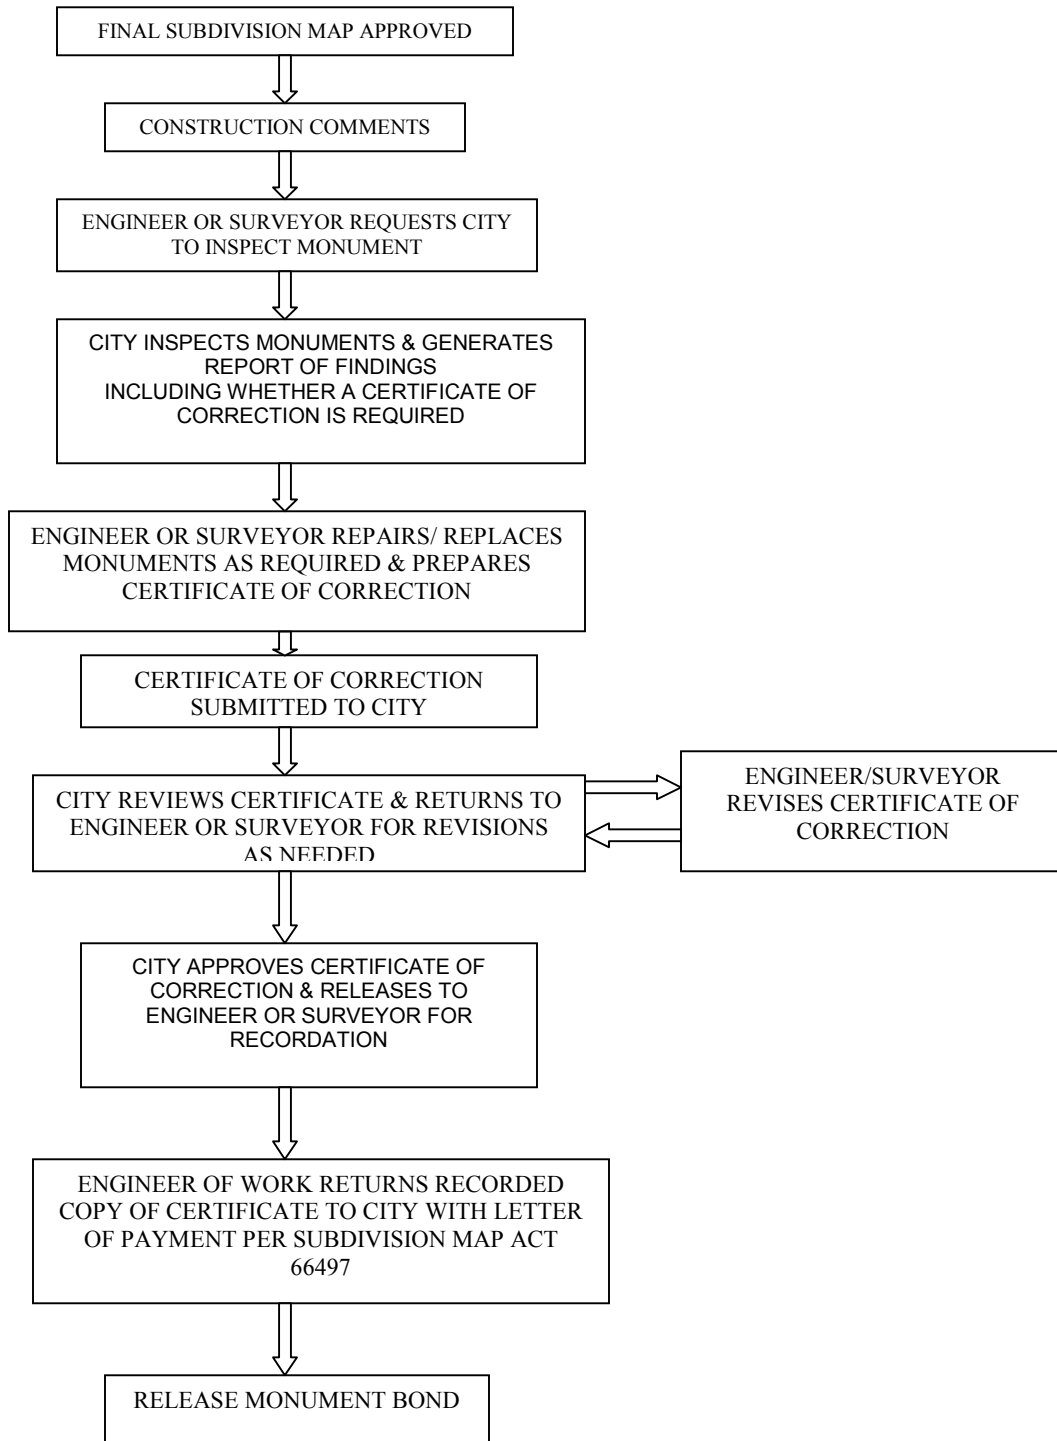 FINAL SUBDIVISION MAP APPROVED
CONSTRUCTION COMMENTS
ENGINEER OR SURVEYOR REQUESTS CITY
TO INSPECT MONUMENT
CITY INSPECTS MONUMENTS & GENERATES
REPORT OF FINDINGS
INCLUDING WHETHER A CERTIFICATE OF
CORRECTION IS REQUIRED
ENGINEER OR SURVEYOR REPAIRS/ REPLACES
MONUMENTS AS REQUIRED & PREPARES
CERTIFICATE OF CORRECTION
CERTIFICATE OF CORRECTION
SUBMITTED TO CITY
CITY REVIEWS CERTIFICATE & RETURNS TO
ENGINEER OR SURVEYOR FOR REVISIONS
AS NEEDED
ENGINEER/SURVEYOR
REVISES CERTIFICATE OF
CORRECTION
CITY APPROVES CERTIFICATE OF
CORRECTION & RELEASES TO
ENGINEER OR SURVEYOR FOR
RECORDATION
ENGINEER OF WORK RETURNS RECORDED
COPY OF CERTIFICATE TO CITY WITH LETTER
OF PAYMENT PER SUBDIVISION MAP ACT
66497
RELEASE MONUMENT BOND